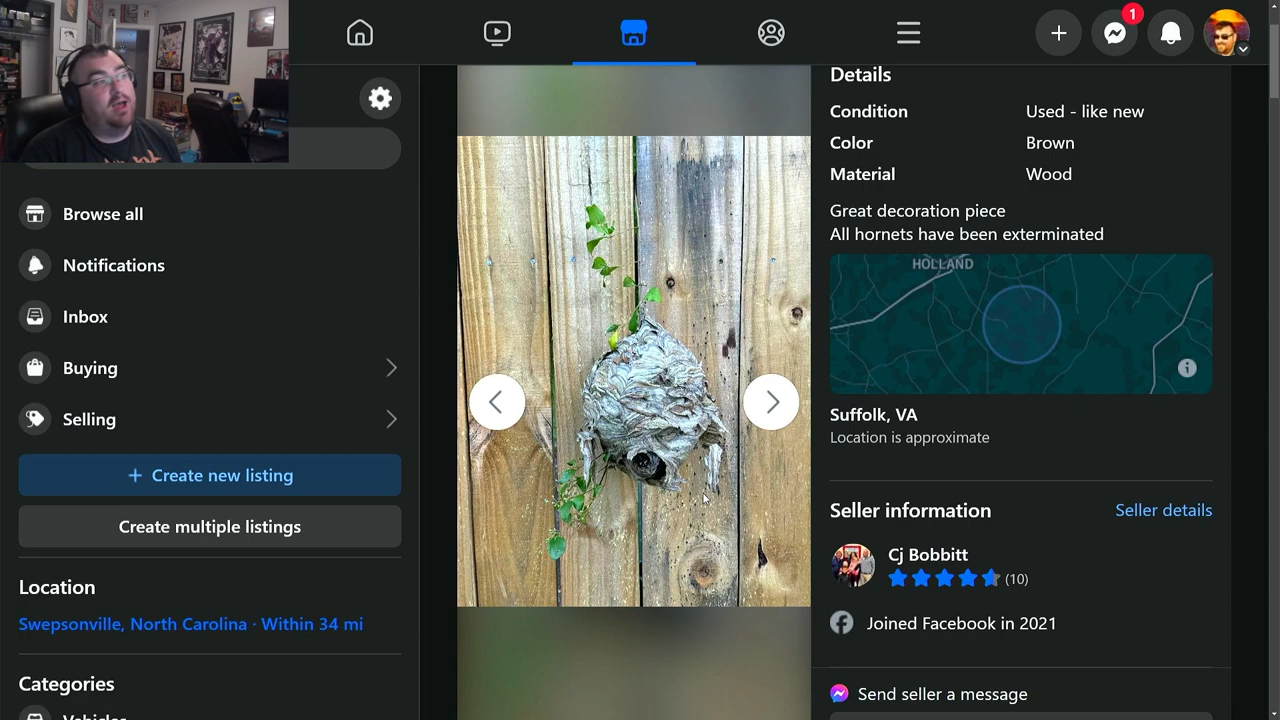 1
Browse all
Notifications
Inbox
Buying
Selling
+ Create new listing
Create multiple listings
Location
Swepsonville, North Carolina · Within 34 mi
Categories
Vehicles
Details
Condition Used - like new
Color Brown
Material Wood
Great decoration piece
All hornets have been exterminated
HOLLAND
Suffolk, VA
Location is approximate
Seller information Seller details
Cj Bobbitt
(10)
Joined Facebook in 2021
Send seller a message